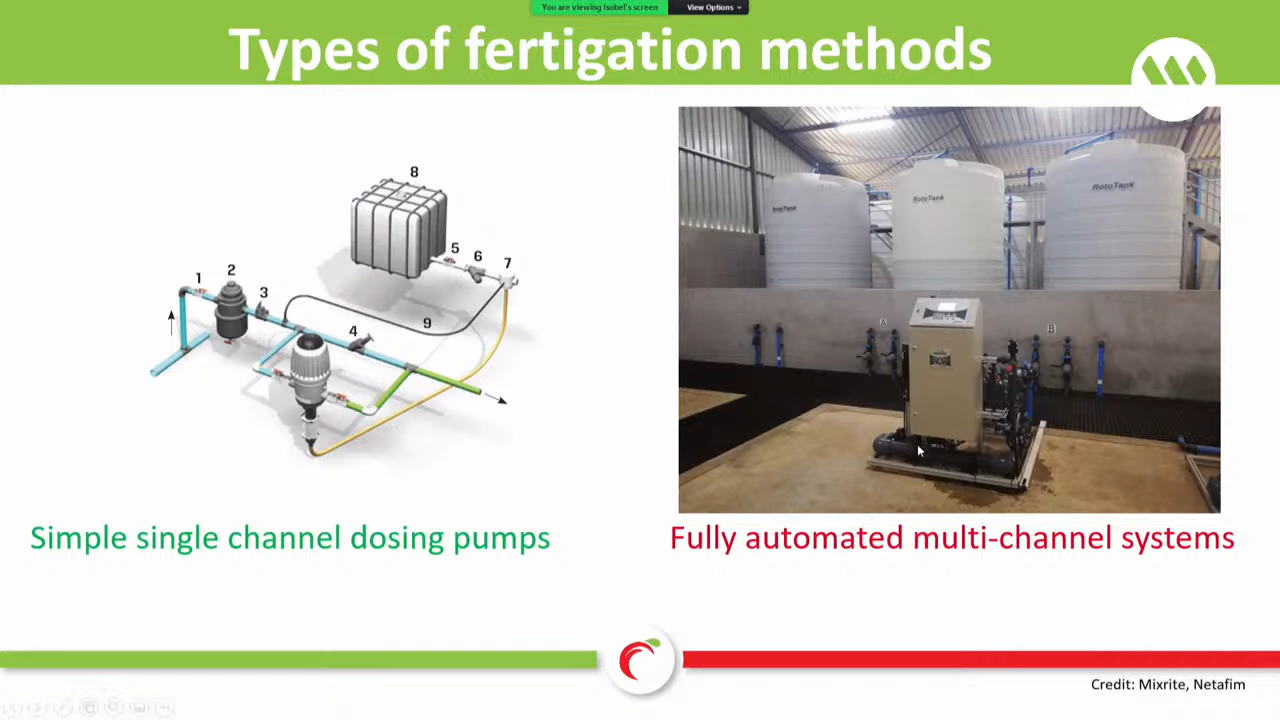 You are viewing Isobel's screen
View Options
Types of fertigation methods
8
5
6
7
2
1
3
4
9
RotoTank
RotoTank
RotoTank
A
B
Simple single channel dosing pumps
Fully automated multi-channel systems
Credit: Mixrite, Netafim